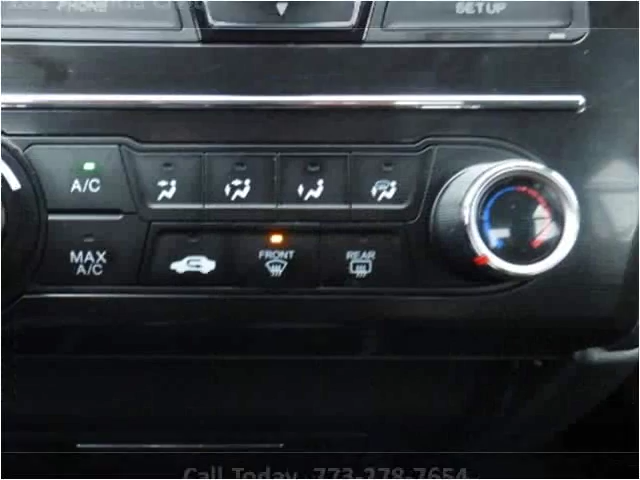 PHONE
SETUP
A/C
MAX
A/C
FRONT
REAR
Call Today 773-278-7654